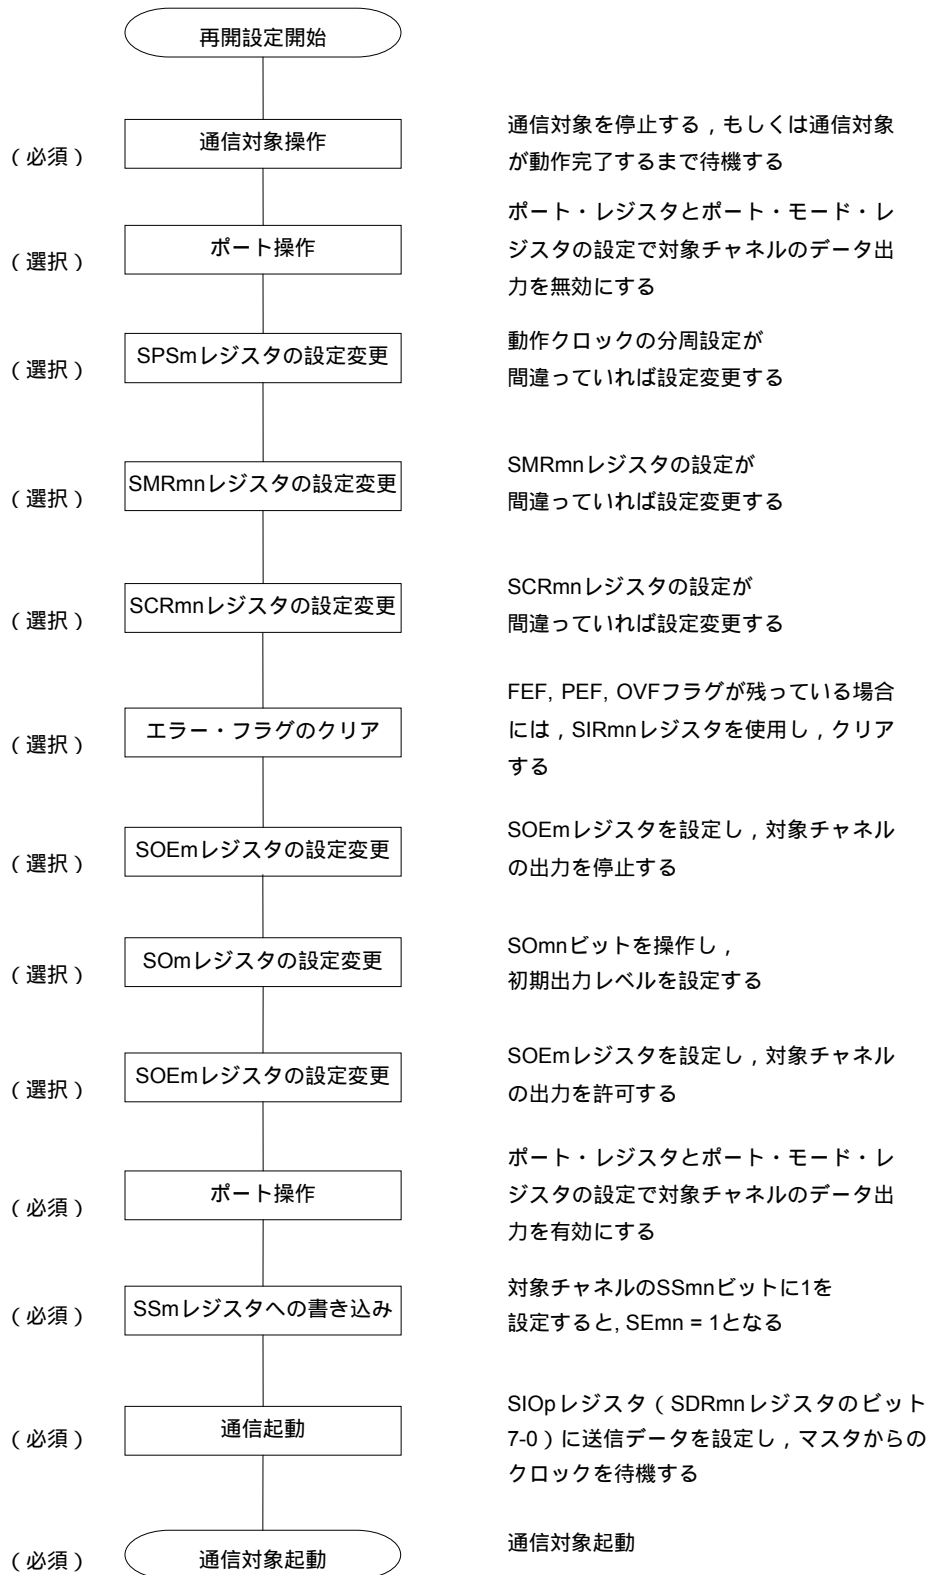 再開設定開始
(必須)
通信対象操作
通信対象を停止する,もしくは通信対象
が動作完了するまで待機する
(選択)
ポート操作
ポート・レジスタとポート・モード・レ
ジスタの設定で対象チャネルのデータ出
力を無効にする
(選択)
SPSmレジスタの設定変更
動作クロックの分周設定が
間違っていれば設定変更する
(選択)
SMRmnレジスタの設定変更
SMRmnレジスタの設定が
間違っていれば設定変更する
(選択)
SCRmnレジスタの設定変更
SCRmnレジスタの設定が
間違っていれば設定変更する
(選択)
エラー・フラグのクリア
FEF, PEF, OVFフラグが残っている場合
には,SIRmnレジスタを使用し,クリア
する
(選択)
SOEmレジスタの設定変更
SOEmレジスタを設定し,対象チャネル
の出力を停止する
(選択)
SOmレジスタの設定変更
SOmnビットを操作し,
初期出力レベルを設定する
(選択)
SOEmレジスタの設定変更
SOEmレジスタを設定し,対象チャネル
の出力を許可する
(必須)
ポート操作
ポート・レジスタとポート・モード・レ
ジスタの設定で対象チャネルのデータ出
力を有効にする
(必須)
SSmレジスタへの書き込み
対象チャネルのSSmnビットに1を
設定すると, SEmn = 1となる
(必須)
通信起動
SIOpレジスタ(SDRmnレジスタのビット
7-0)に送信データを設定し,マスタからの
クロックを待機する
(必須)
通信対象起動
通信対象起動